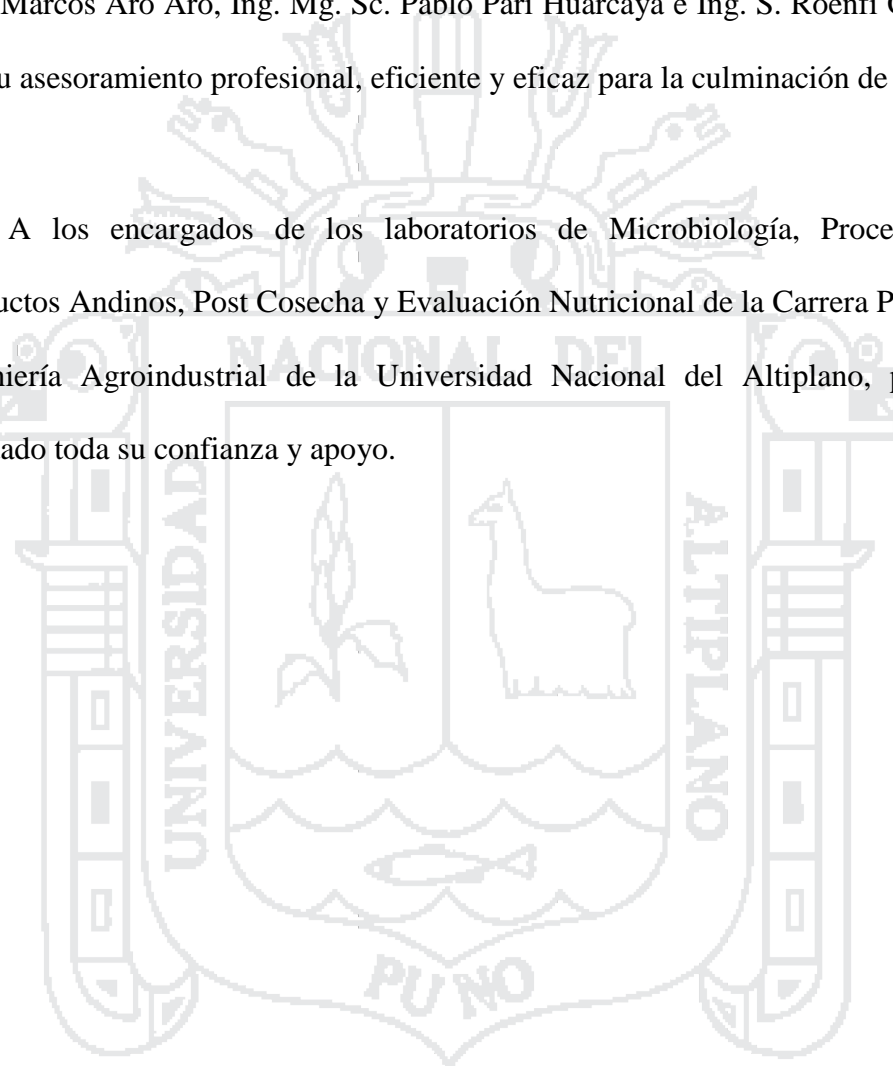 Marcos Aro Aro, Ing. Mg. Sc. Pablo Pari Huarcaya e Ing. S. Roenfi
u asesoramiento profesional, eficiente y eficaz para la culminación de
A los encargados de los laboratorios de Microbiología, Proce
uctos Andinos, Post Cosecha y Evaluación Nutricional de la Carrera P
niería Agroindustrial de la Universidad Nacional del Altiplano, p
ado toda su confianza y apoyo.
NACIONAL DEL
UNIVERSIDAD
ALTIPLANO
PUNO